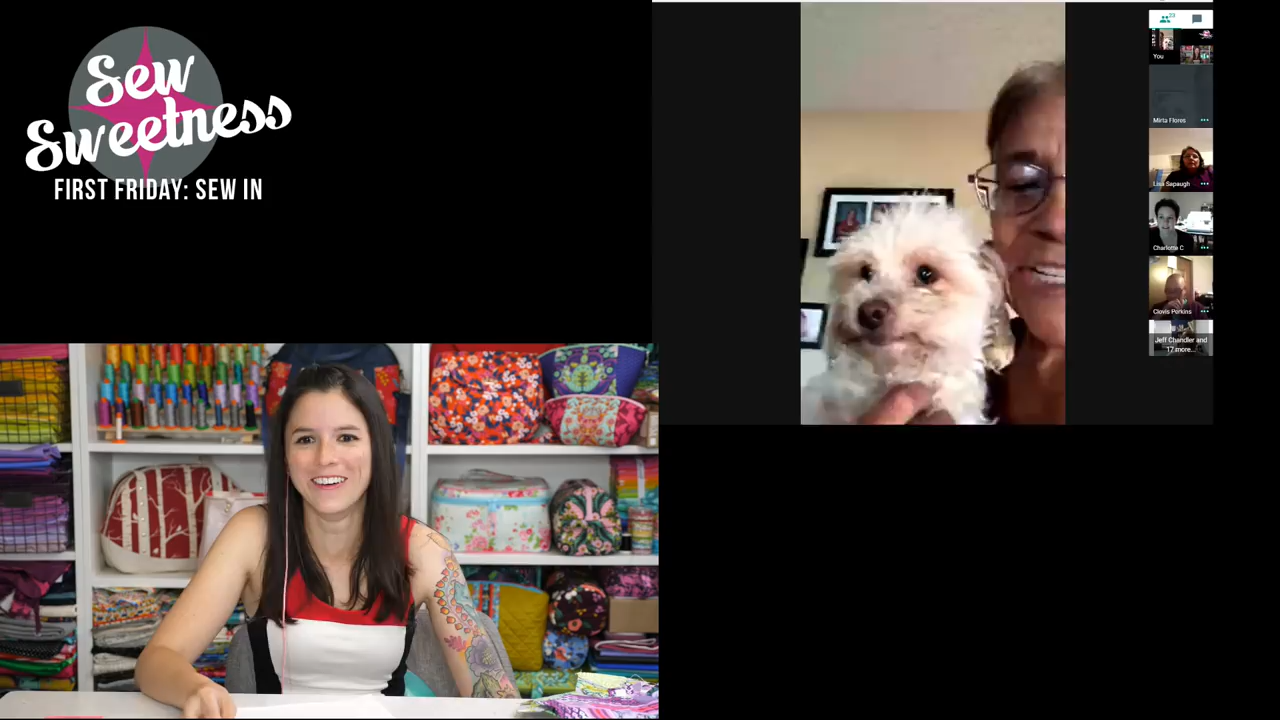 Sew
Sweetness
FIRST FRIDAY: SEW IN
23
You
Mirta Flores
Lisa Sapaugh
Charlotte C
Clovis Perkins
Jeff Chandler and
17 more...